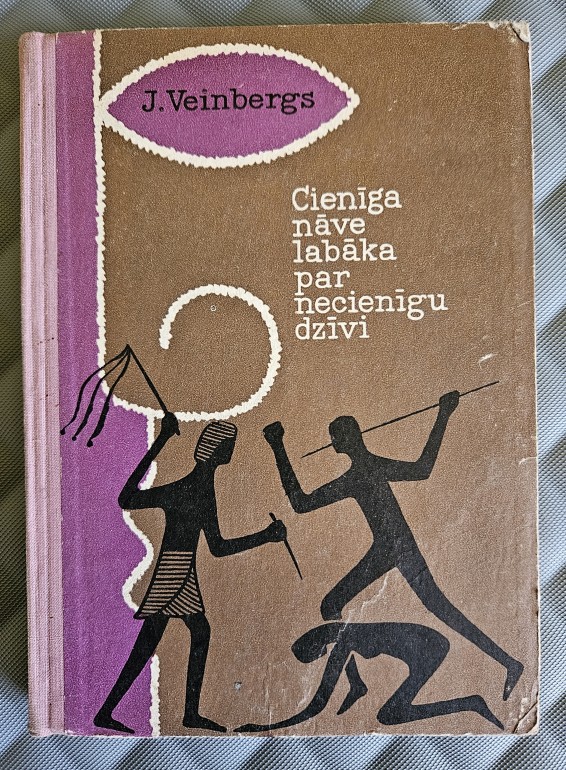 J.Veinbergs
Cienīga
nāve
labāka
par
necienīgu
dzīvi